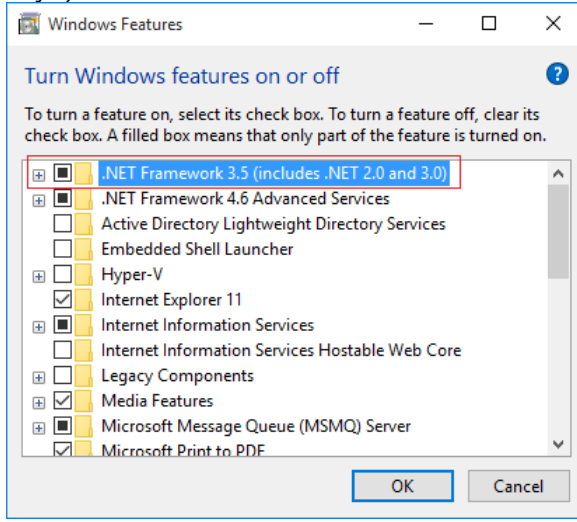 Windows Features
Turn Windows features on or off
To turn a feature on, select its check box. To turn a feature off, clear its
check box. A filled box means that only part of the feature is turned on.
.NET Framework 3.5 (includes .NET 2.0 and 3.0)
.NET Framework 4.6 Advanced Services
Active Directory Lightweight Directory Services
Embedded Shell Launcher
Hyper-V
Internet Explorer 11
Internet Information Services
Internet Information Services Hostable Web Core
Legacy Components
Media Features
Microsoft Message Queue (MSMQ) Server
Microsoft Print to PDF
OK Cancel